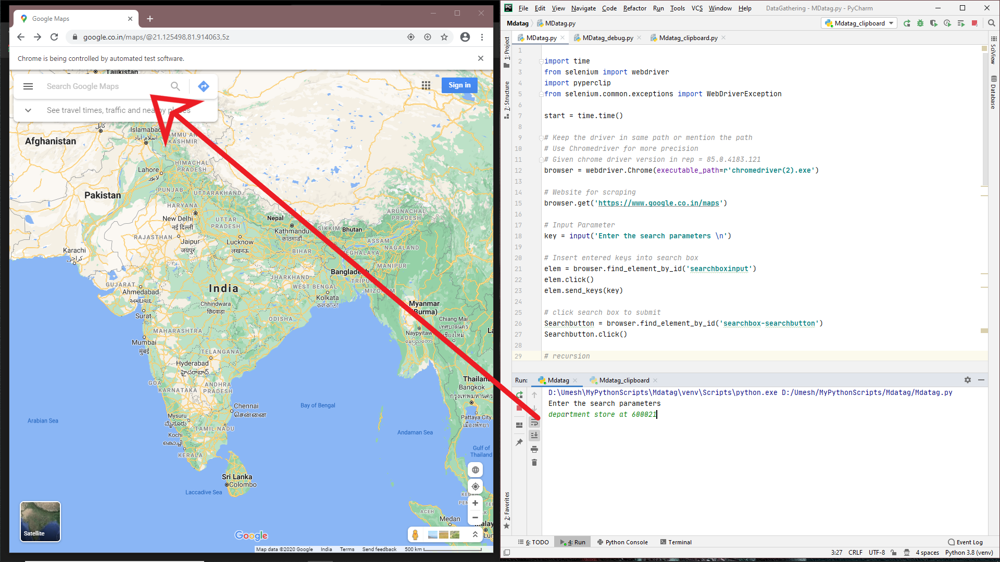 Google Maps
google.co.in/maps/@21.125498,81.914063,5z
Chrome is being controlled by automated test software.
Search Google Maps
Sign in
See travel times, traffic and nearby places
Tajikistan
کابل
Islamabad
اسلام آباد
JAMMU AND
KASHMIR
Afghanistan
HIMACHAL
PRADESH
Lahore
لاہور
PUNJAB
UTTARAKHAND
Pakistan
HARYANA
New Delhi
नई दिल्ली
ARUNACHAL
PRADESH
Nepal
UTTAR
PRADESH
SIKKIM
Bhutan
Kathmandu
काठमाडौं
RAJASTHAN
Jaipur
जयपुर
Lucknow
लखनऊ
ASSAM
NAGALAND
Karachi
کراچی
BIHAR
MEGHALAYA
MANIPUR
Bangladesh
JHARKHAND
TRIPURA
GUJARAT
India
WEST BENGAL
MIZORAM
Ahmedabad
અમદાવાદ
Kolkata
কলকাতা
Chhindwara
छिंदवाड़ा
Myanmar
(Burma)
Surat
ODISHA
Chiang Mai
เทศบาลนคร
เชียงใหม่
MAHARASHTRA
Naypyitaw
နေပြည်တော်
Mumbai
मुंबई
TELANGANA
Hyderabad
హైదరాబాద్
GOA
KARNATAKA
ANDHRA
PRADESH
Thailand
Bangkok
กรุงเทพมหานคร
Chennai
சென்னை
Bay of Bengal
Arabian Sea
Mysuru
ಮೈಸೂರು
TAMIL NADU
Pattaya City
เมืองพัทยา
Andaman Sea
Kochi
കൊച്ചി
KERALA
Gulf of
Thailand
Sri Lanka
Colombo
Laccadive Sea
ACEH
Medan
Satellite
Google
Map data ©2020 Google India Terms Send feedback 500 km
PC File Edit View Navigate Code Refactor Run Tools VCS Window Help DataGathering - MDatag.py - PyCharm
Mdatag MDatag.py Mdatag_clipboard
MDatag.py MDatag_debug.py Mdatag_clipboard.py
1: Project
7: Structure
2: Favorites
SciView
Database
1
2 import time
3 from selenium import webdriver
4 import pyperclip
5 from selenium.common.exceptions import WebDriverException
6
7 start = time.time()
8
9 # Keep the driver in same path or mention the path
10 # Use Chromedriver for more precision
11 # Given chrome driver version in rep = 85.0.4183.121
12 browser = webdriver.Chrome(executable_path=r'chromedriver(2).exe')
13
14 # Website for scraping
15 browser.get('https://www.google.co.in/maps')
16
17 # Input Parameter
18 key = input('Enter the search parameters \n')
19
20 # Insert entered keys into search box
21 elem = browser.find_element_by_id('searchboxinput')
22 elem.click()
23 elem.send_keys(key)
24
25 # click search box to submit
26 Searchbutton = browser.find_element_by_id('searchbox-searchbutton')
27 Searchbutton.click()
28
29 # recursion
Run: Mdatag Mdatag_clipboard
D:\Umesh\MyPythonScripts\Mdatag\venv\Scripts\python.exe D:/Umesh/MyPythonScripts/Mdatag/Mdatag.py
Enter the search parameters
department store at 600021
6: TODO 4: Run Python Console Terminal Event Log
3:27 CRLF UTF-8 4 spaces Python 3.8 (venv)